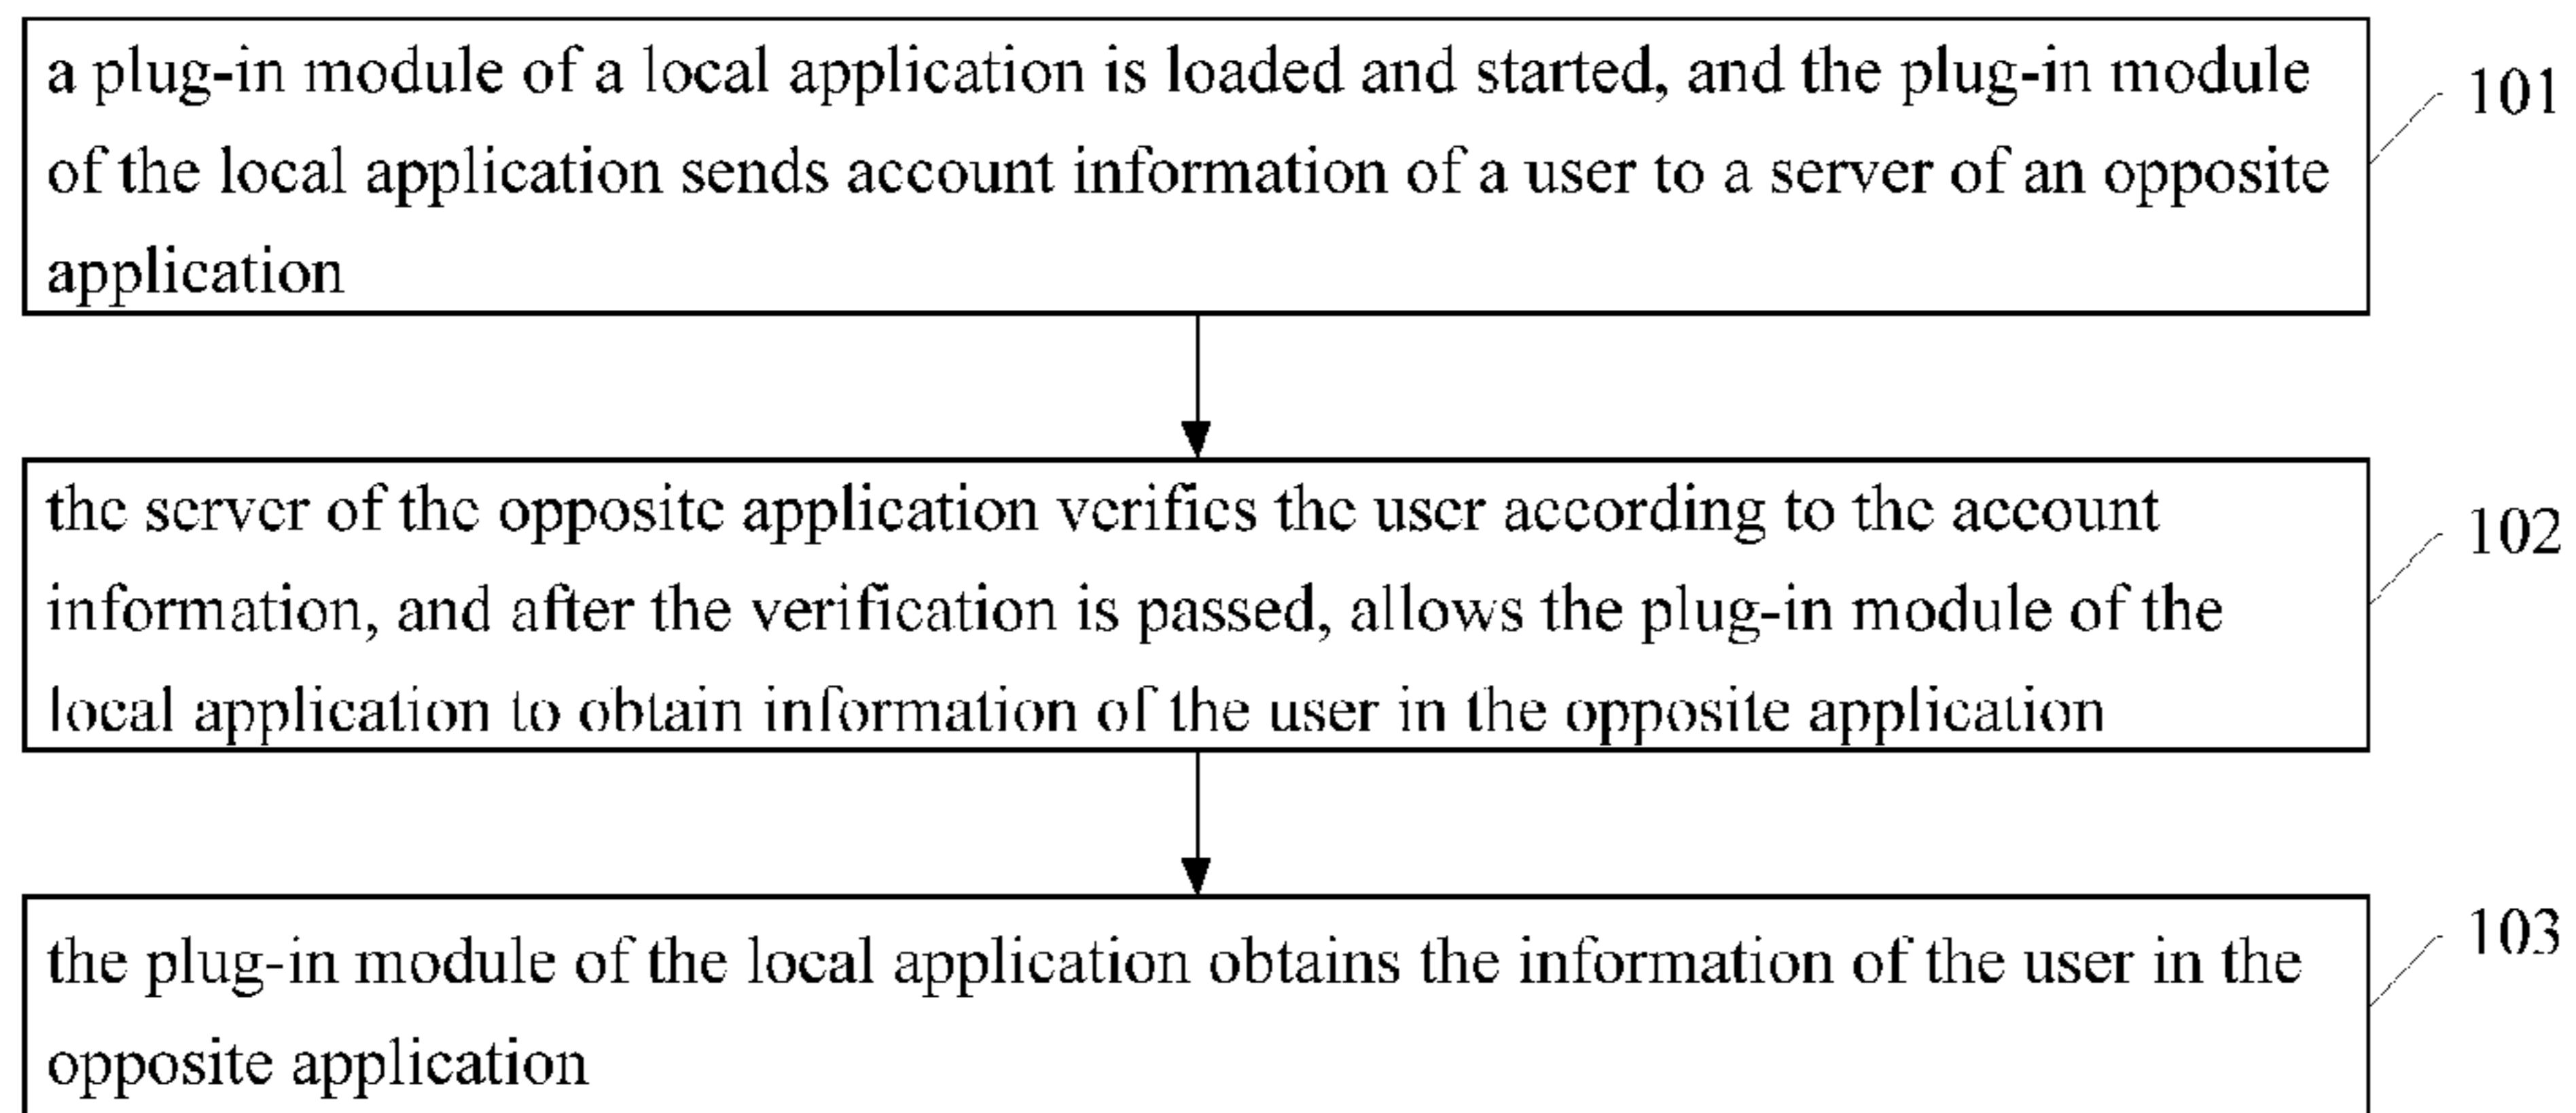 a plug-in module of a local application is loaded and started, and the plug-in module
of the local application sends account information of a user to a server of an opposite
application
101
the server of the opposite application verifies the user according to the account
information, and after the verification is passed, allows the plug-in module of the
local application to obtain information of the user in the opposite application
102
the plug-in module of the local application obtains the information of the user in the
opposite application
103